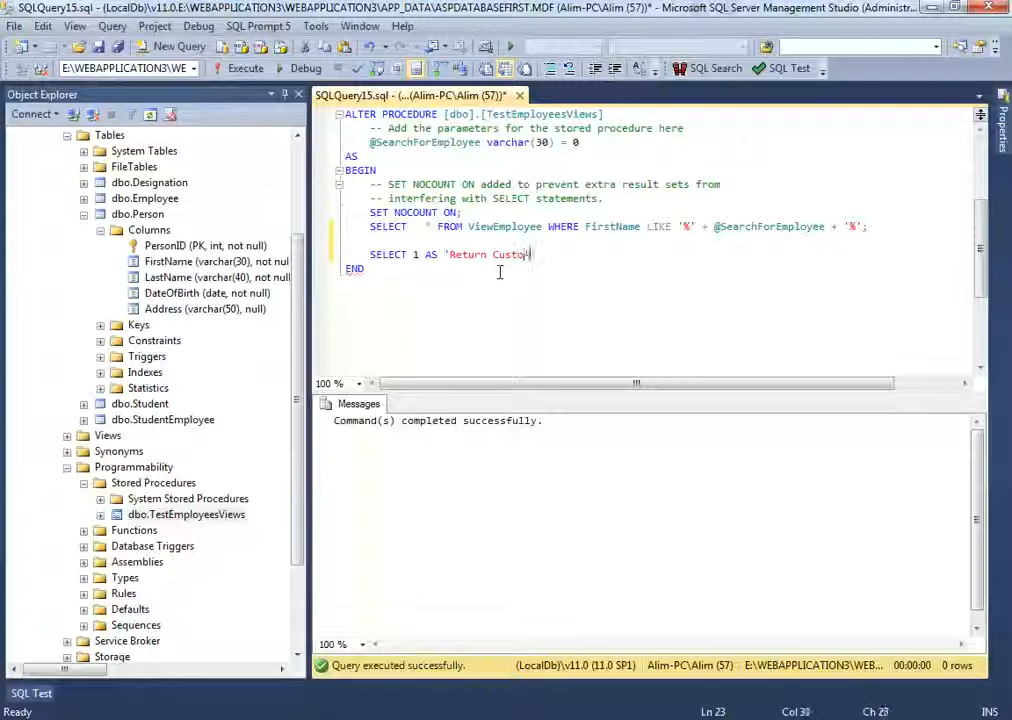 SQLQuery15.sql - (LocalDb)\v11.0.E:\WEBAPPLICATION3\WEBAPPLICATION3\APP_DATA\ASPDATABASEFIRST.MDF (Alim-PC\Alim (57))* - Microsoft SQL Server Management Studio (Administr...
File Edit View Query Project Debug SQL Prompt 5 Tools Window Help
New Query
E:\WEBAPPLICATION3\WE Execute Debug SQL Search SQL Test
Object Explorer
Connect
Tables
System Tables
FileTables
dbo.Designation
dbo.Employee
dbo.Person
Columns
PersonID (PK, int, not null)
FirstName (varchar(30), not nul
LastName (varchar(40), not null
DateOfBirth (date, not null)
Address (varchar(50), null)
Keys
Constraints
Triggers
Indexes
Statistics
dbo.Student
dbo.StudentEmployee
Views
Synonyms
Programmability
Stored Procedures
System Stored Procedures
dbo.TestEmployeesViews
Functions
Database Triggers
Assemblies
Types
Rules
Defaults
Sequences
Service Broker
Storage
SQLQuery15.sql - (...(Alim-PC\Alim (57))*
ALTER PROCEDURE [dbo].[TestEmployeesViews]
-- Add the parameters for the stored procedure here
@SearchForEmployee varchar(30) = 0
AS
BEGIN
-- SET NOCOUNT ON added to prevent extra result sets from
-- interfering with SELECT statements.
SET NOCOUNT ON;
SELECT * FROM ViewEmployee WHERE FirstName LIKE '%' + @SearchForEmployee + '%';
SELECT 1 AS 'Return Custo'
END
100 %
Messages
Command(s) completed successfully.
100 %
Query executed successfully. (LocalDb)\v11.0 (11.0 SP1) Alim-PC\Alim (57) E:\WEBAPPLICATION3\WEB... 00:00:00 0 rows
Properties
SQL Test
Ready Ln 23 Col 31 Ch 28 INS